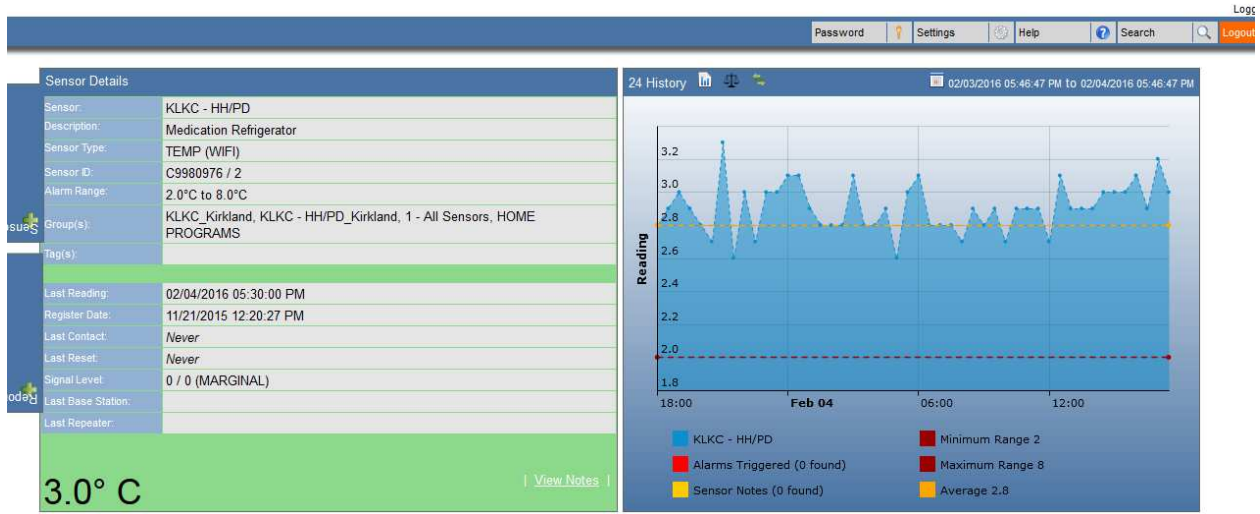 Logg
Password Settings Help Search Logout
Sensor Details
Sensor: KLKC - HH/PD
Description: Medication Refrigerator
Sensor Type: TEMP (WIFI)
Sensor ID: C9980976 / 2
Alarm Range: 2.0°C to 8.0°C
Group(s): KLKC_Kirkland, KLKC - HH/PD_Kirkland, 1 - All Sensors, HOME
PROGRAMS
Tag(s):
Last Reading: 02/04/2016 05:30:00 PM
Register Date: 11/21/2015 12:20:27 PM
Last Contact: Never
Last Reset: Never
Signal Level: 0 / 0 (MARGINAL)
Last Base Station:
Last Repeater:
3.0° C
| View Notes |
Sens
Repo
24 History 02/03/2016 05:46:47 PM to 02/04/2016 05:46:47 PM
Reading
3.2
3.0
2.8
2.6
2.4
2.2
2.0
1.8
18:00 Feb 04 06:00 12:00
KLKC - HH/PD Minimum Range 2
Alarms Triggered (0 found) Maximum Range 8
Sensor Notes (0 found) Average 2.8